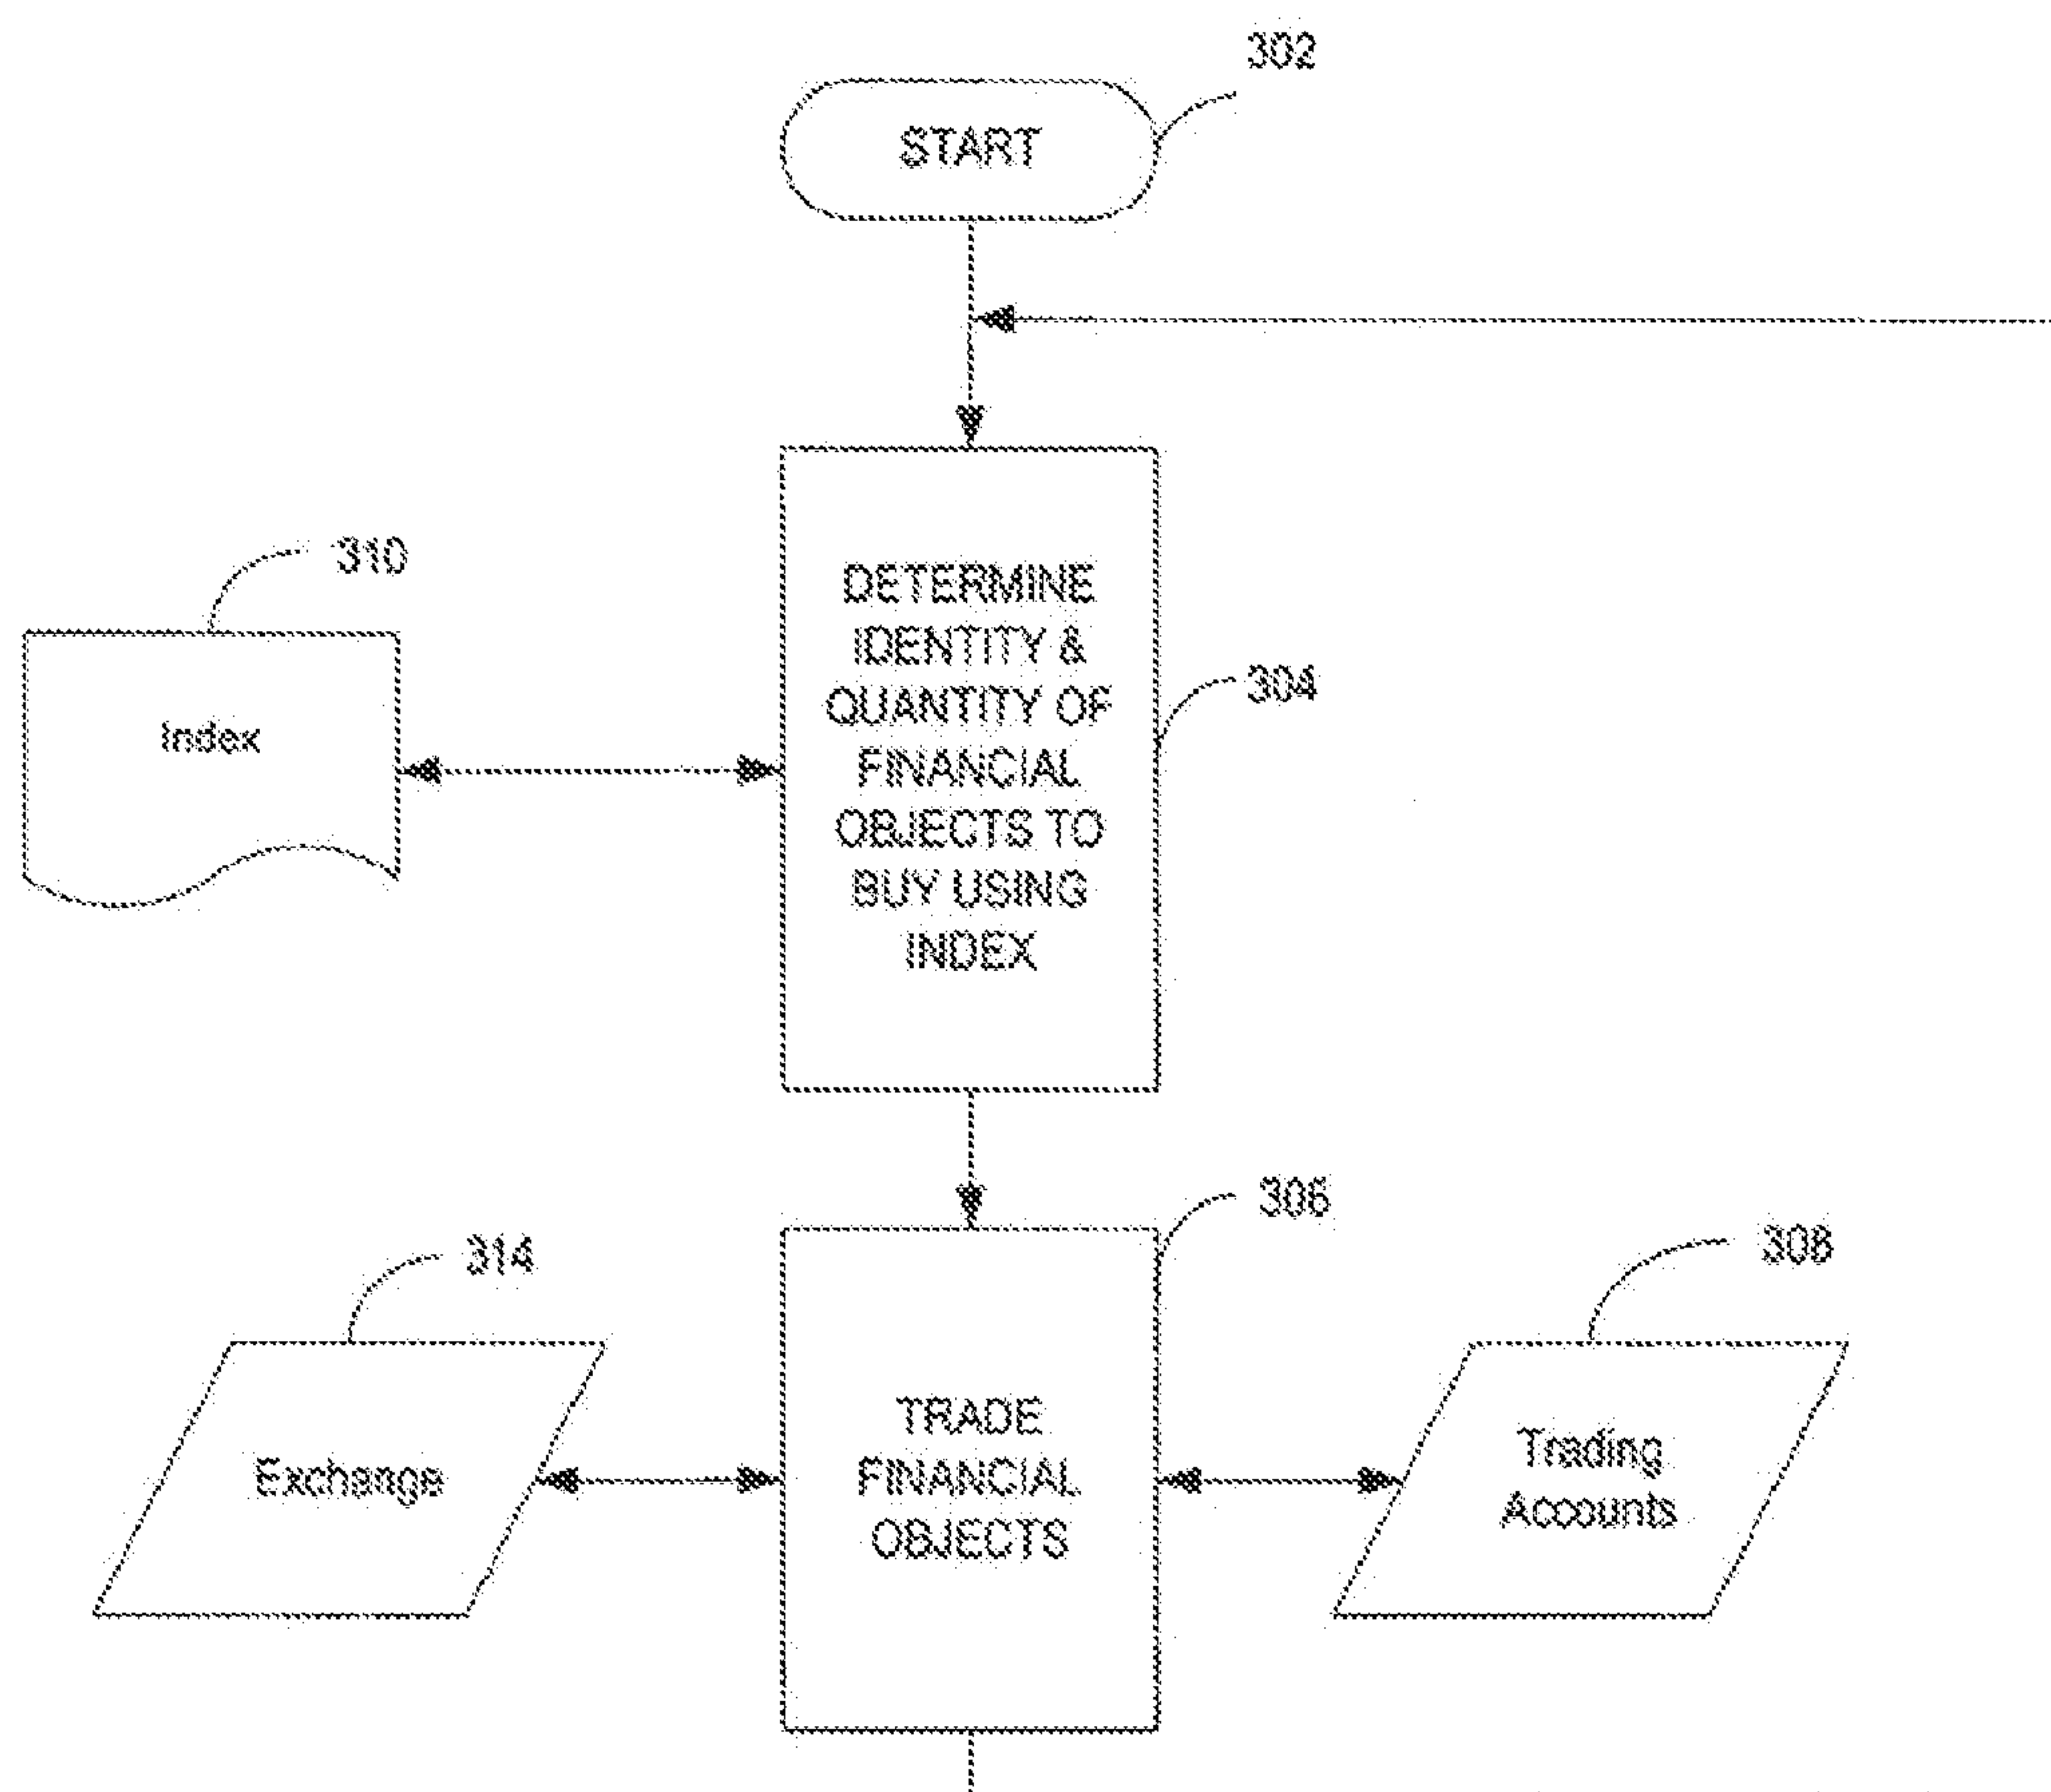 302
START
310
DETERMINE
IDENTITY &
QUANTITY OF
FINANCIAL
OBJECTS TO
BUY USING
INDEX
304
Index
306
314
308
TRADE
FINANCIAL
OBJECTS
Exchange
Trading
Accounts